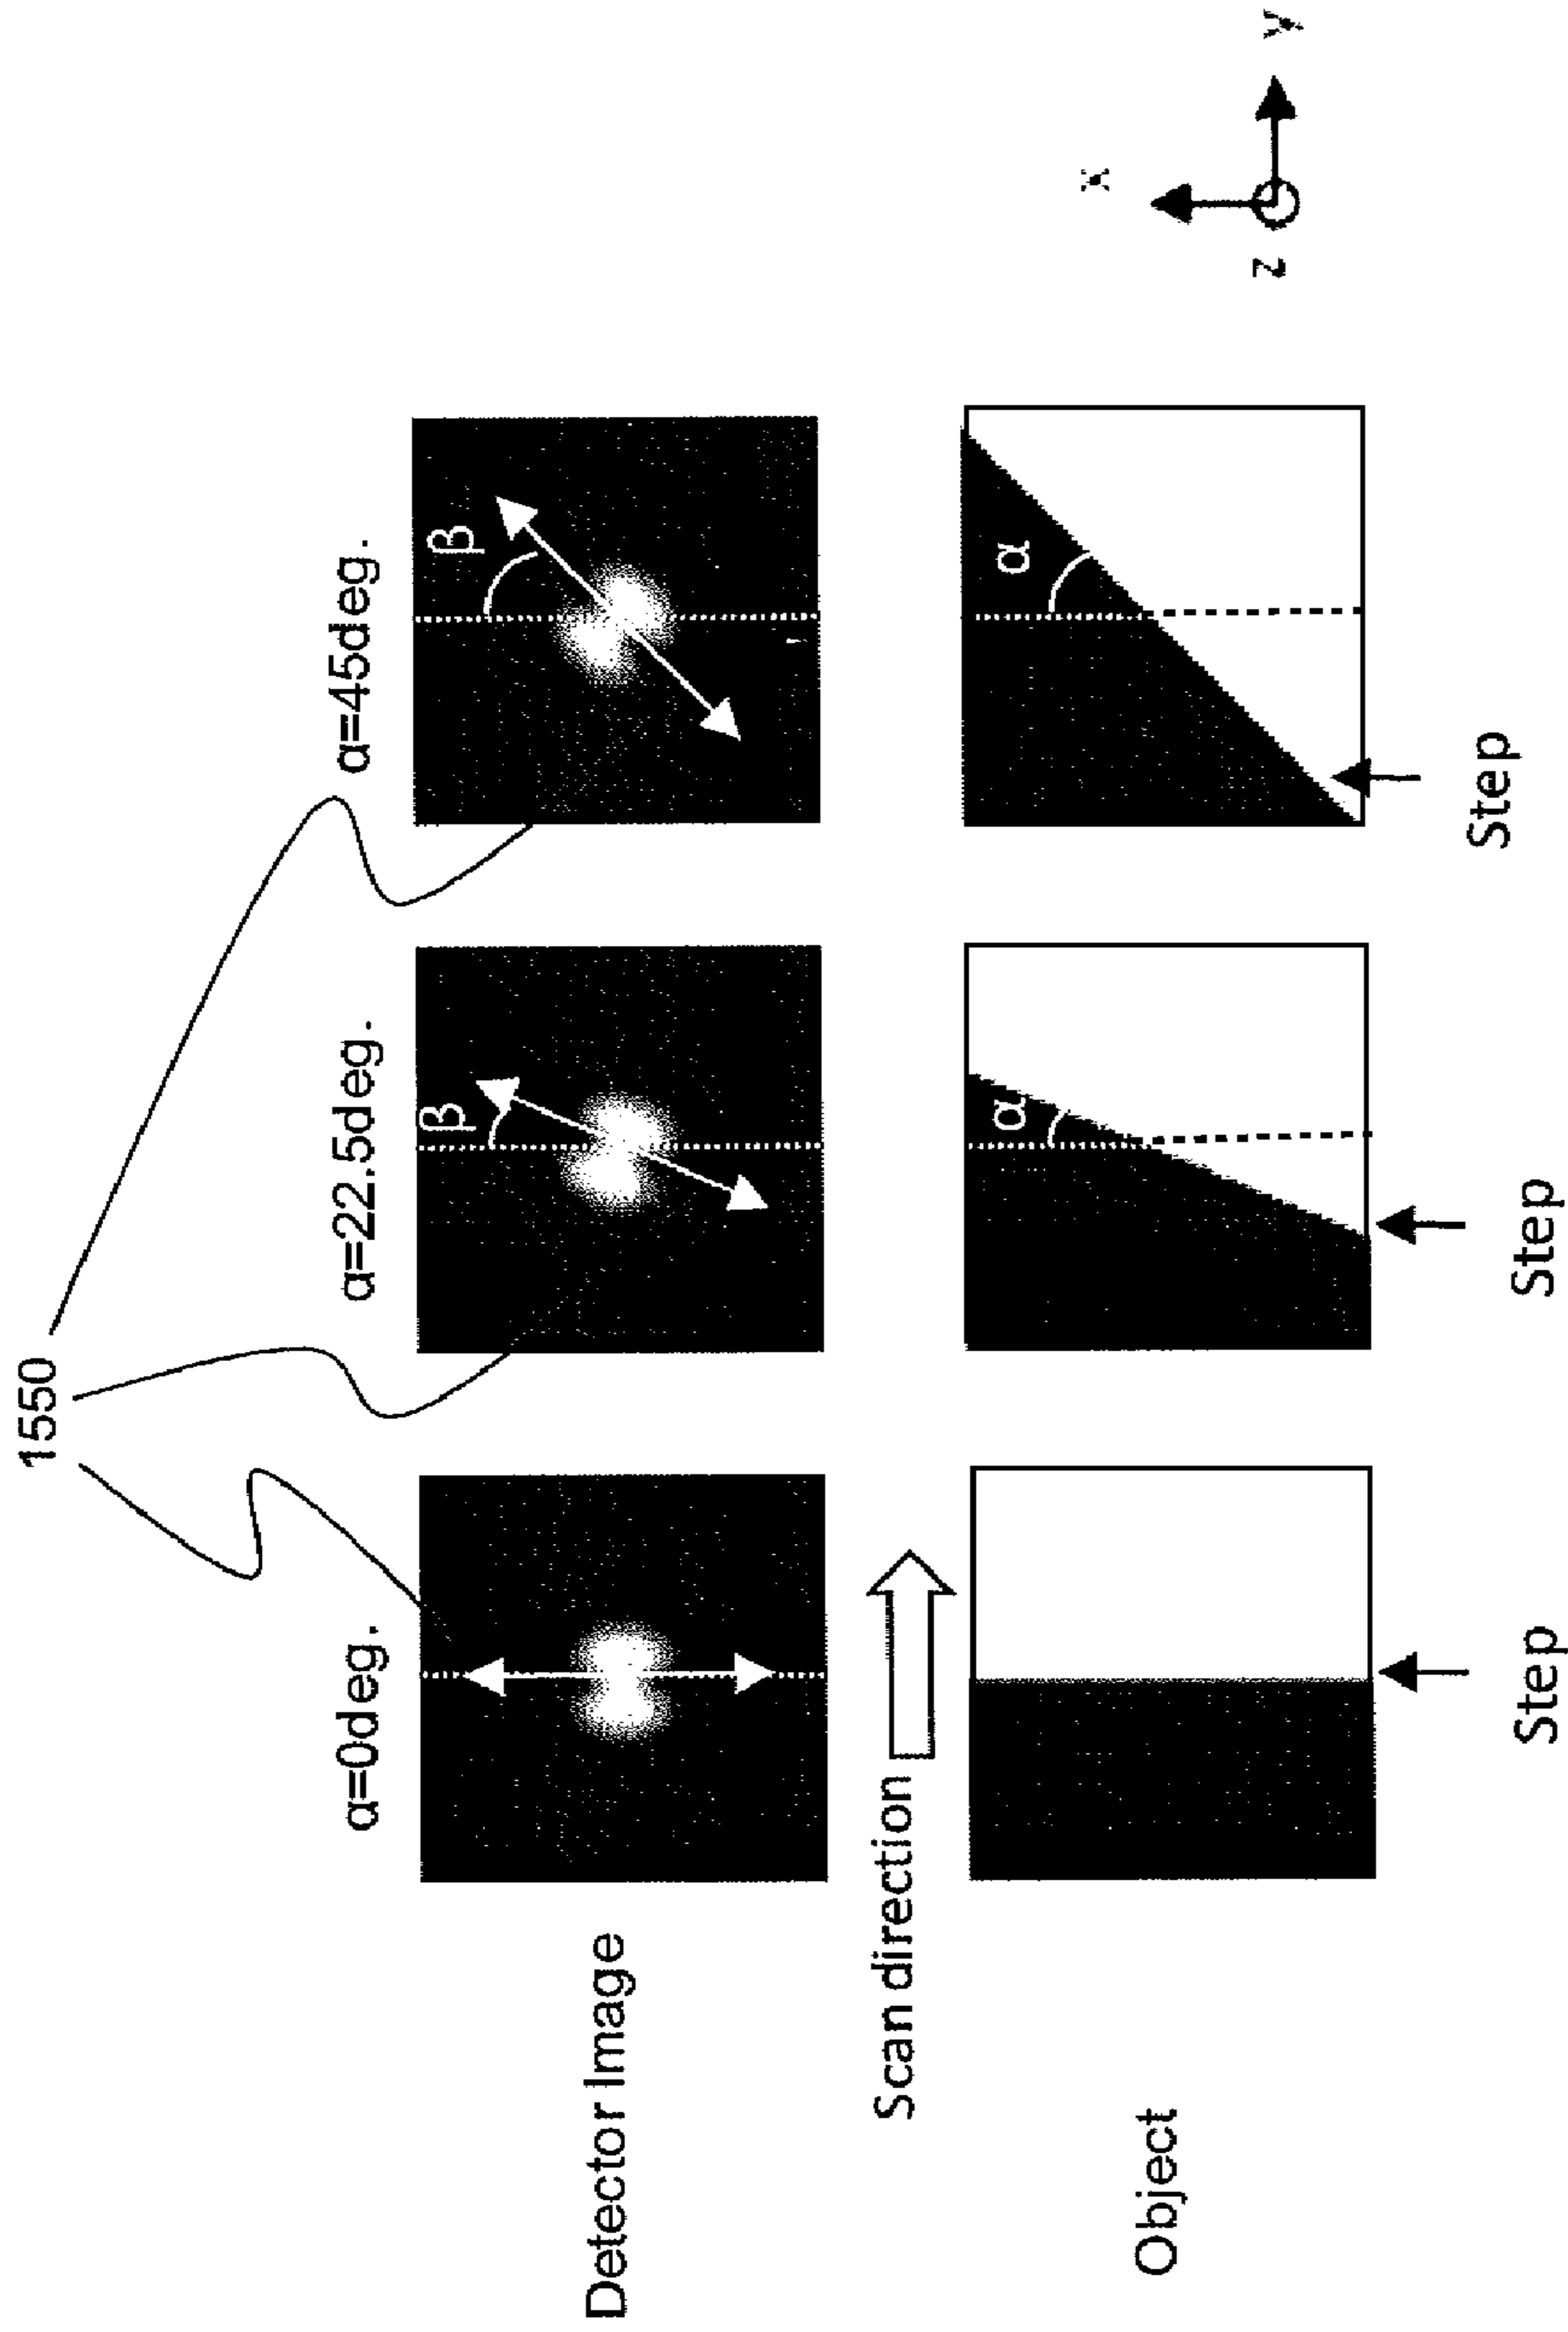 1550
α=0deg.
α=22.5deg.
α=45deg.
Detector Image
β
β
Scan direction
Object
α
α
Step
Step
Step
x
y
z